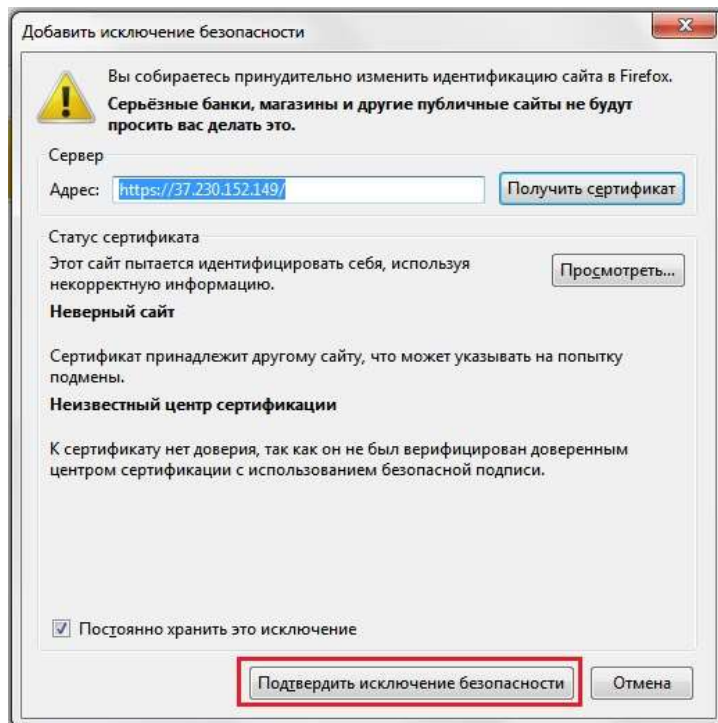 Добавить исключение безопасности
Вы собираетесь принудительно изменить идентификацию сайта в Firefox.
Серьёзные банки, магазины и другие публичные сайты не будут
просить вас делать это.
Сервер
Адрес: https://37.230.152.149/ Получить сертификат
Статус сертификата
Этот сайт пытается идентифицировать себя, используя
некорректную информацию.
Просмотреть...
Неверный сайт
Сертификат принадлежит другому сайту, что может указывать на попытку
подмены.
Неизвестный центр сертификации
К сертификату нет доверия, так как он не был верифицирован доверенным
центром сертификации с использованием безопасной подписи.
Постоянно хранить это исключение
Подтвердить исключение безопасности Отмена